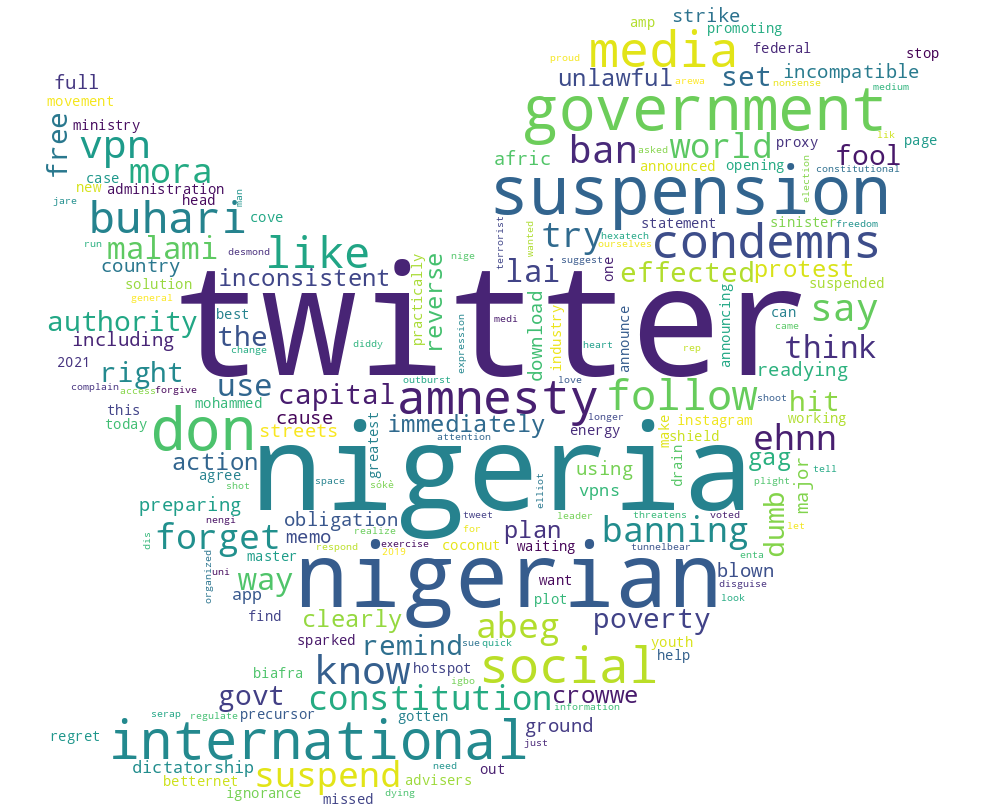 strike
amp
promoting
media
federal
stop
proud
full
unlawful
arewa
set
incompatible
nonsense
medium
movement
government
free
ministry
vpn
ban
asked
world
proxy
lik
page
afric
announced
opening
election
fool
constitutional
case
mora
new
administration
man
jare
head
suspension
buhari
cove
try
statement
sinister
freedom
run
malami
desmond
like
terrorist
wanted
hexatech
ourselves
condemns
country
inconsistent
practically
reverse
nige
lai
suggest
one
effected
protest
solution
suspended
general
twitter
authority
best
the
change
diddy
expression
medi
download
industry
heart
announce
rep
announcing
can
came
say
including
think
2021
right
outburst
love
readying
complain
access
forgive
use
capital
amnesty
follow
shoot
hit
this
mohammed
today
cause
longer
instagram
working
don
streets
greatest
immediately
attention
energy
make
shield
ehnn
action
nigeria
using
drain
gag
major
tell
agree
shot
space
sókè
elliot
vpns
plight
preparing
dumb
nengi
obligation
tweet
for
leader
threatens
voted
let
forget
memo
realize
plan
banning
dis
respond
exercise
2019
coconut
waiting
tunnelbear
enta
organized
master
uni
way
nigerian
want
blown
disguise
app
plot
look
find
clearly
abeg
poverty
sparked
remind
sue
quick
youth
help
biafra
know
hotspot
igbo
social
govt
constitution
crowwe
information
serap
regulate
precursor
gotten
ground
regret
international
just
dictatorship
suspend
need
out
betternet
advisers
ignorance
missed
dying